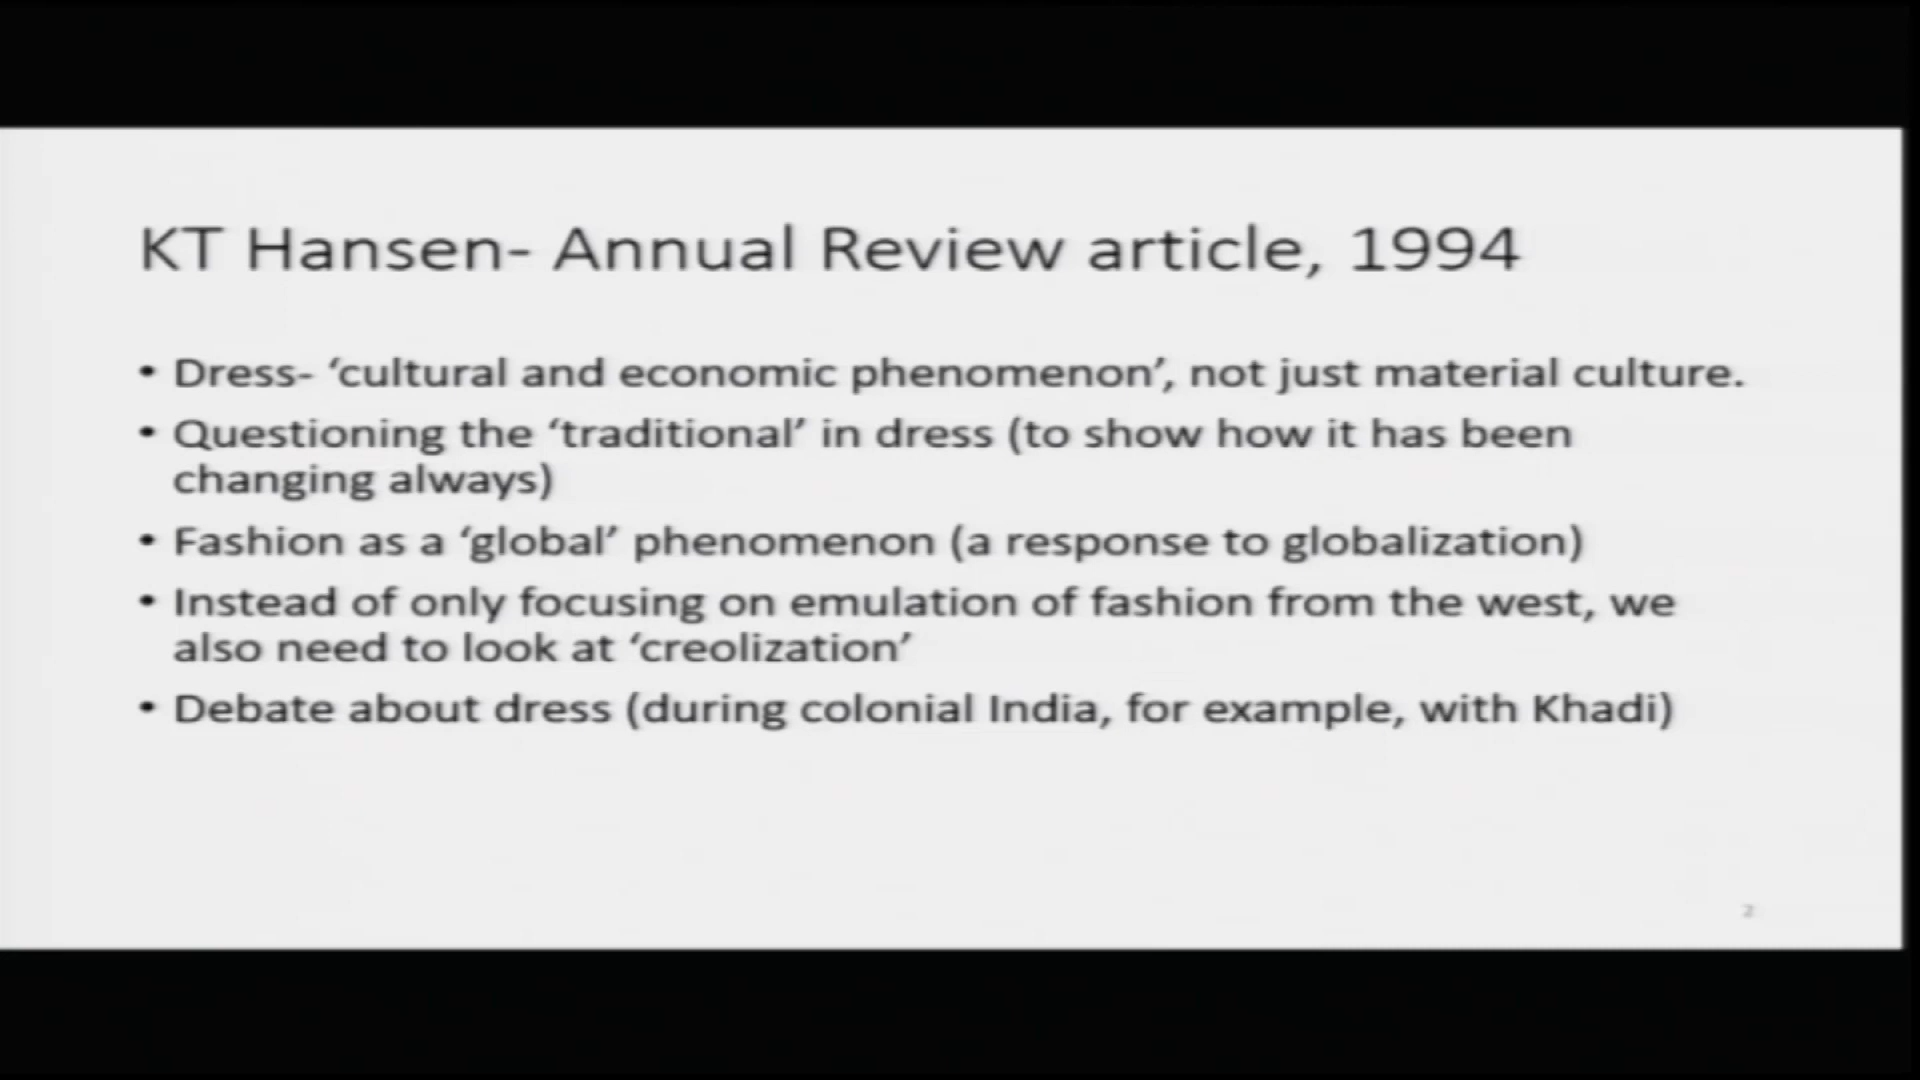 KT Hansen- Annual Review article, 1994
• Dress- ‘cultural and economic phenomenon’, not just material culture.
• Questioning the ‘traditional’ in dress (to show how it has been
changing always)
• Fashion as a ‘global’ phenomenon (a response to globalization)
• Instead of only focusing on emulation of fashion from the west, we
also need to look at ‘creolization’
• Debate about dress (during colonial India, for example, with Khadi)
2